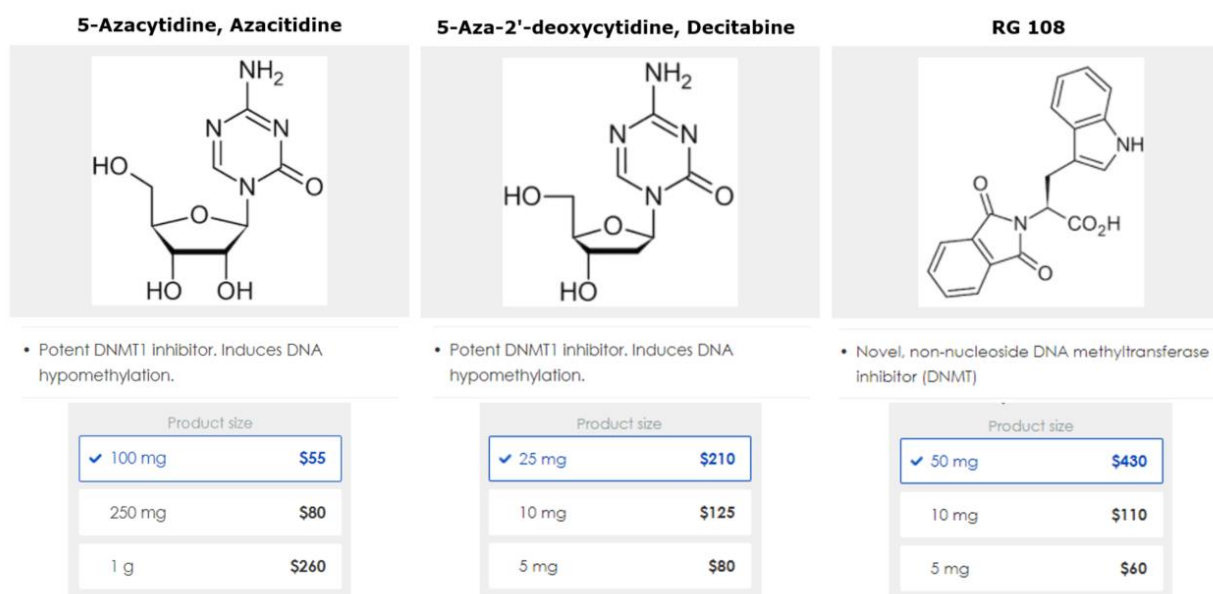 5-Azacytidine, Azacitidine
NH2
N
N
N
O
HO
O
HO OH
• Potent DNMT1 inhibitor. Induces DNA
hypomethylation.
Product size
✓ 100 mg $55
250 mg $80
1 g $260
5-Aza-2'-deoxycytidine, Decitabine
NH2
N
N
N
O
HO
O
HO
• Potent DNMT1 inhibitor. Induces DNA
hypomethylation.
Product size
✓ 25 mg $210
10 mg $125
5 mg $80
RG 108
NH
O
N
CO2H
O
• Novel, non-nucleoside DNA methyltransferase
inhibitor (DNMT)
Product size
✓ 50 mg $430
10 mg $110
5 mg $60